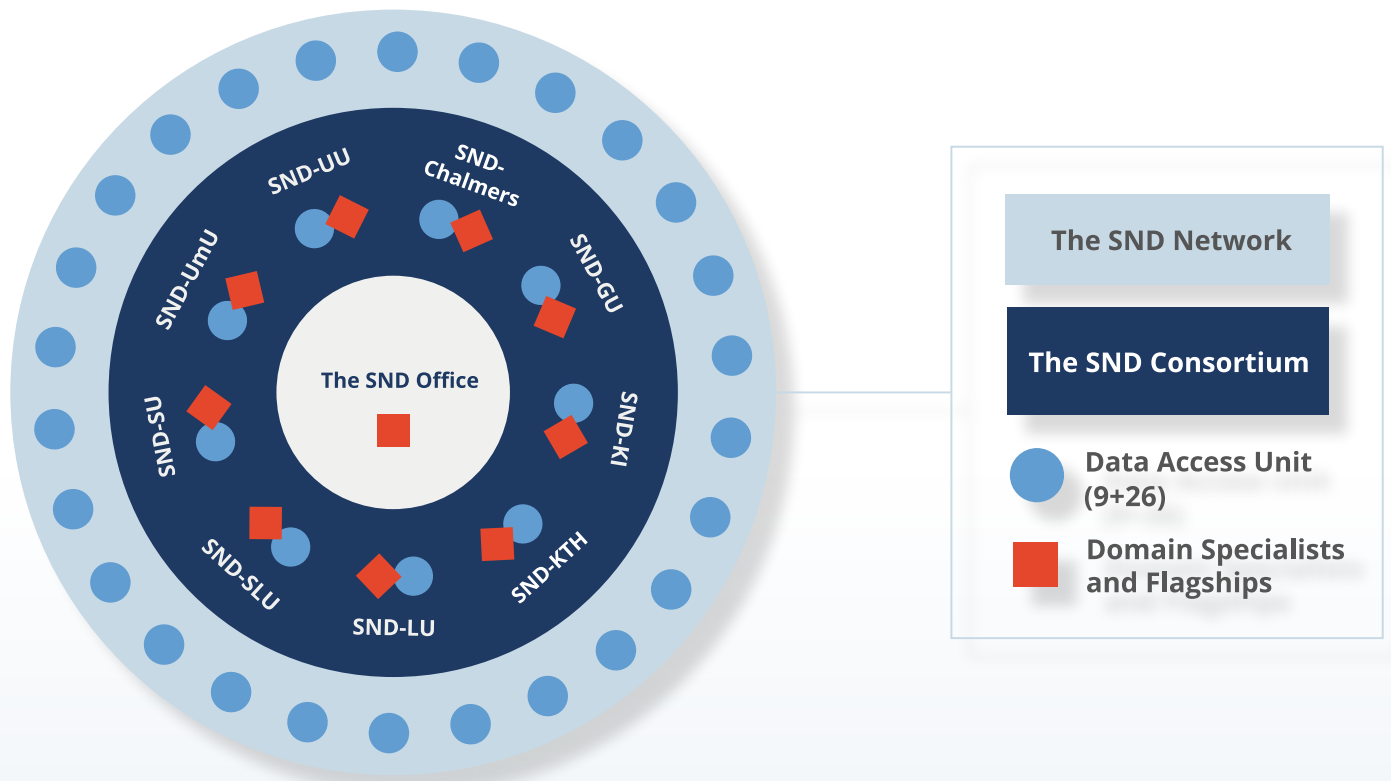 SND-UU
SND-
Chalmers
SND-UmU
SND-GU
The SND Office
SND-SU
SND-KI
SND-SLU
SND-KTH
SND-LU
The SND Network
The SND Consortium
Data Access Unit
(9+26)
Domain Specialists
and Flagships